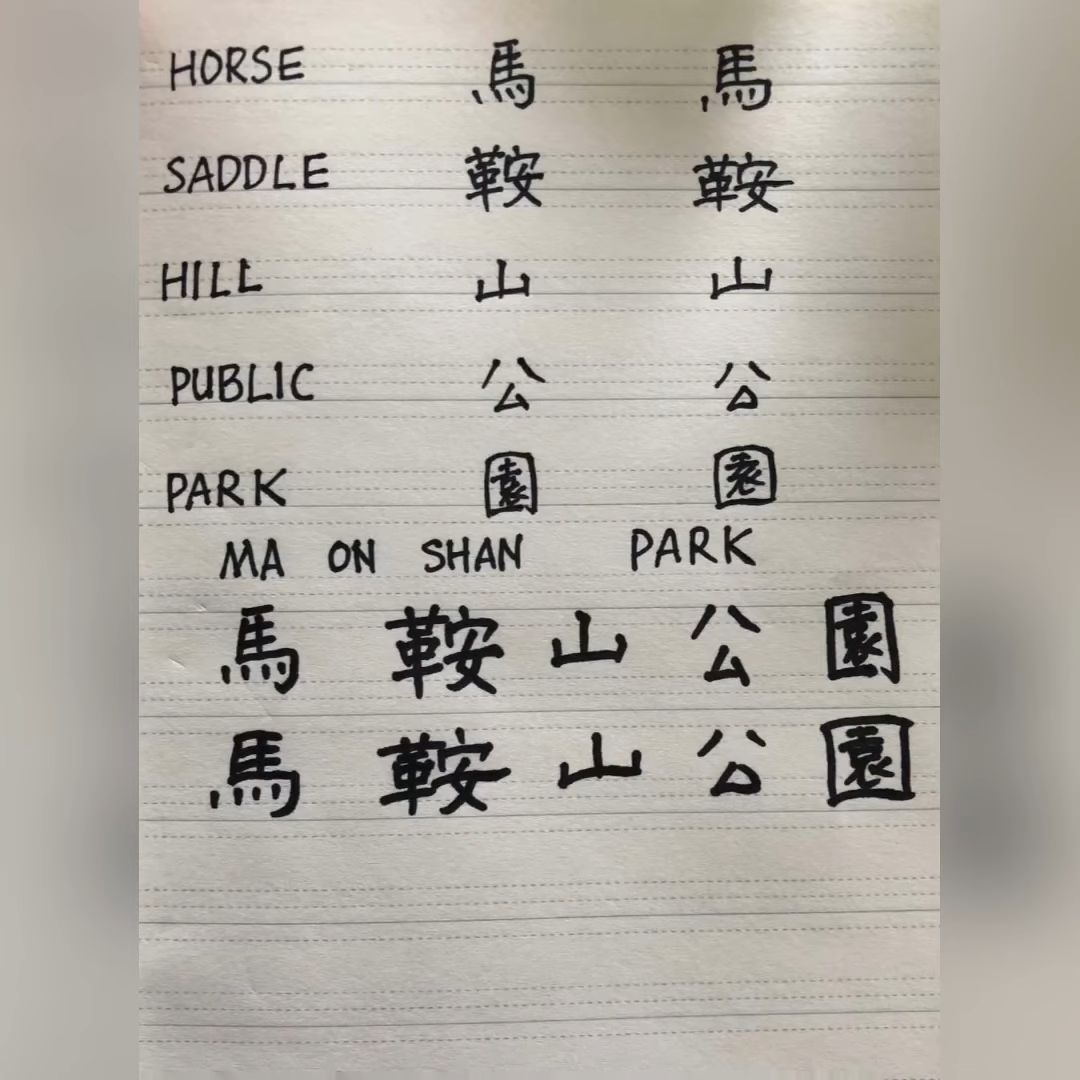 HORSE 馬 馬
SADDLE 鞍 鞍
HILL 山 山
PUBLIC 公 公
PARK 園 園
MA ON SHAN PARK
馬 鞍 山 公 園
馬 鞍 山 公 園